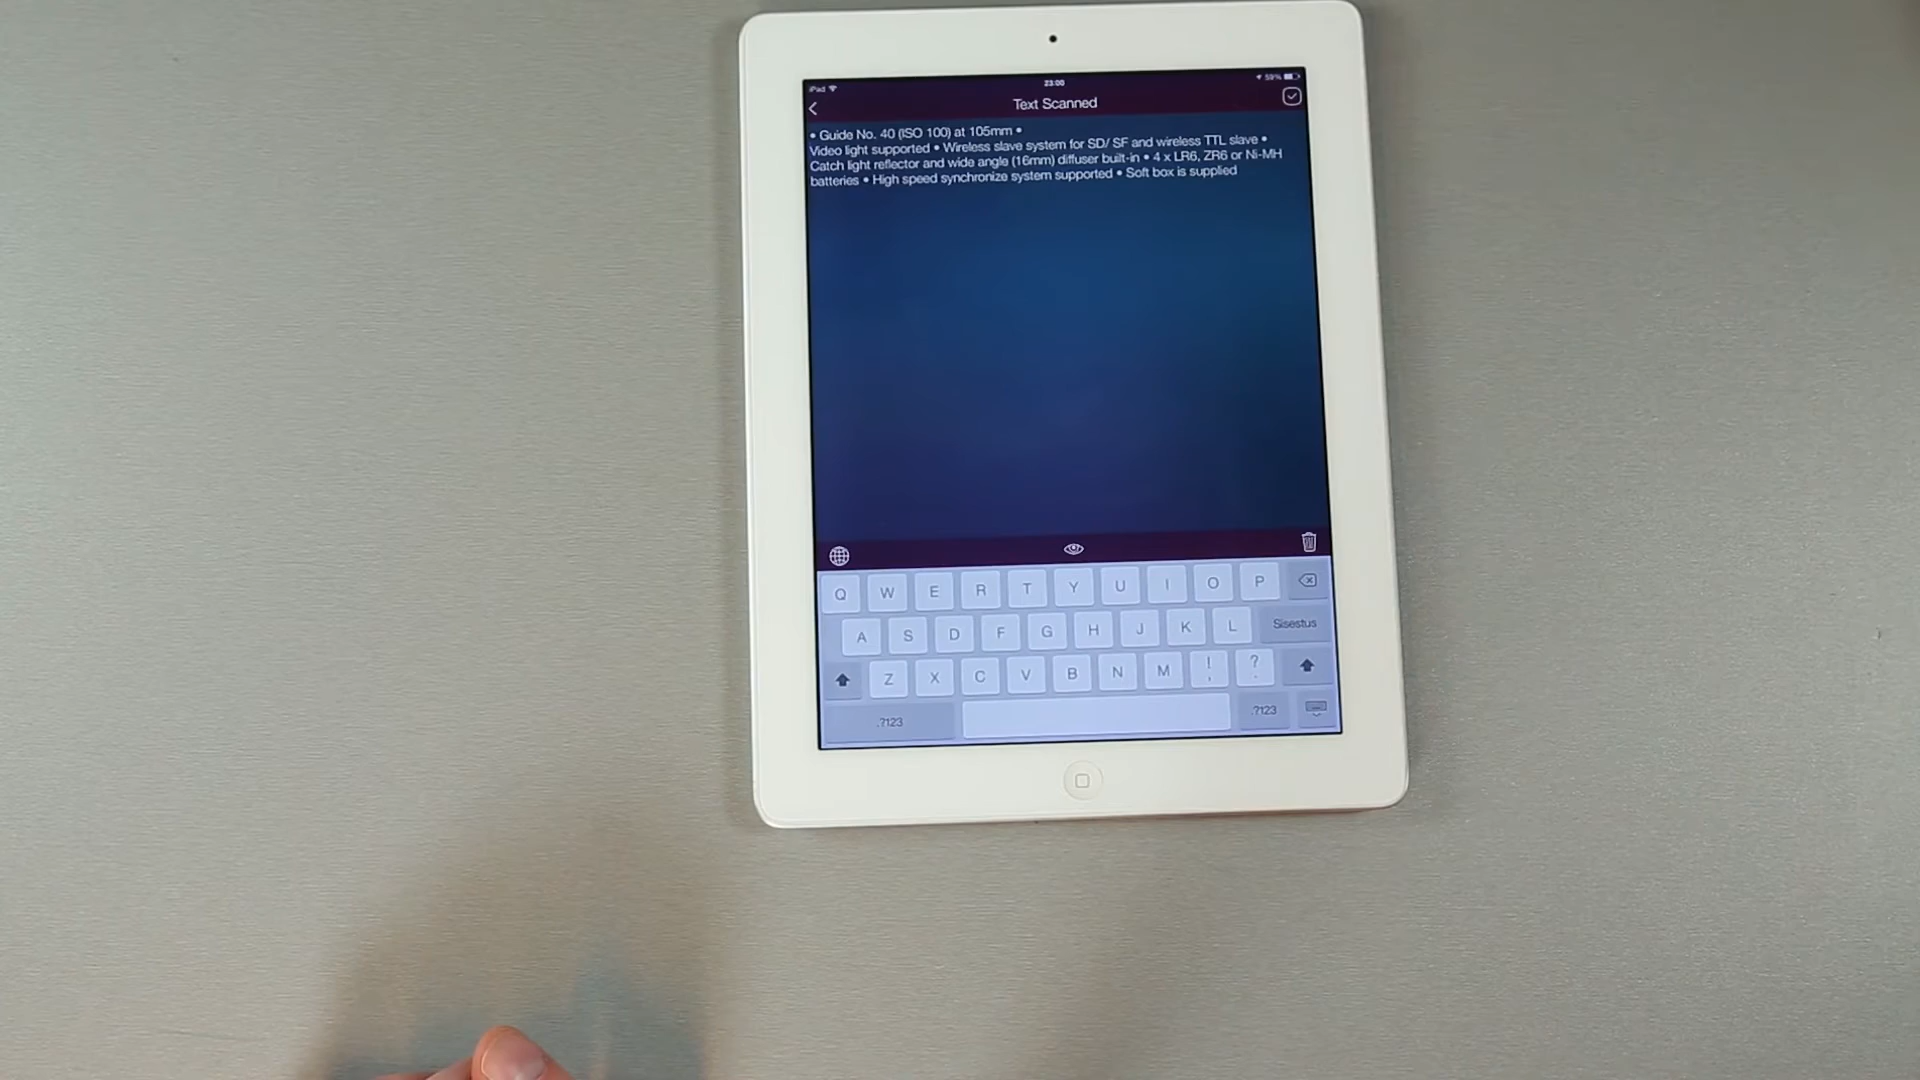 iPad
23:00
59%
Text Scanned
• Guide No. 40 (ISO 100) at 105mm •
Video light supported • Wireless slave system for SD/ SF and wireless TTL slave •
Catch light reflector and wide angle (16mm) diffuser built-in • 4 x LR6, ZR6 or Ni-MH
batteries • High speed synchronize system supported • Soft box is supplied
Q W E R T Y U I O P
A S D F G H J K L Sisestus
Z X C V B N M ! , ? .
.?123 .?123